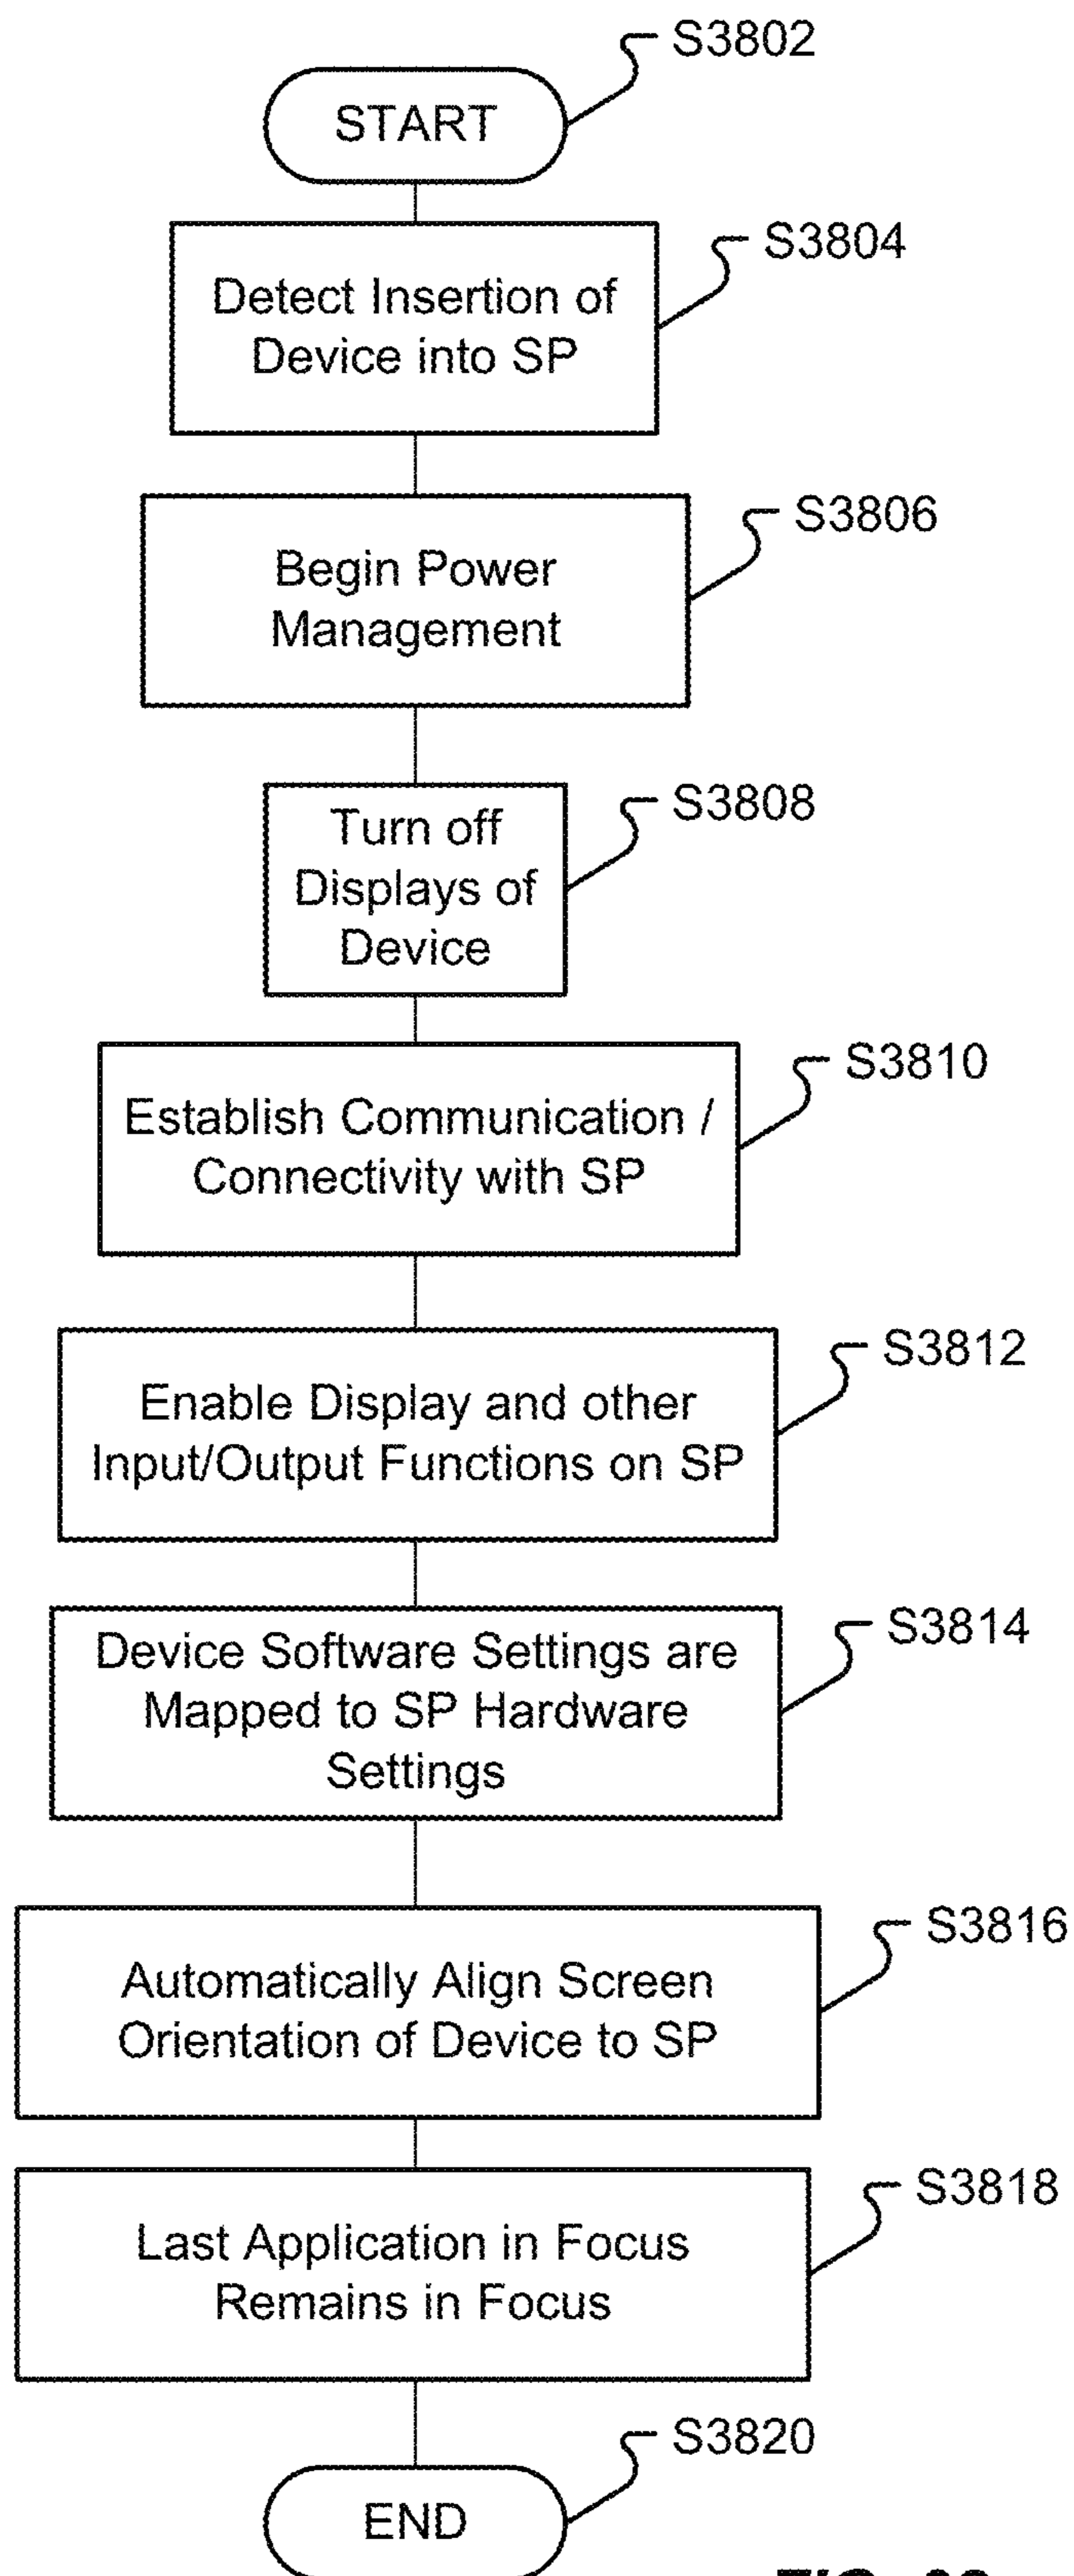 S3802
START
S3804
Detect Insertion of
Device into SP
S3806
Begin Power
Management
S3808
Turn off
Displays of
Device
S3810
Establish Communication /
Connectivity with SP
S3812
Enable Display and other
Input/Output Functions on SP
S3814
Device Software Settings are
Mapped to SP Hardware
Settings
S3816
Automatically Align Screen
Orientation of Device to SP
S3818
Last Application in Focus
Remains in Focus
S3820
END